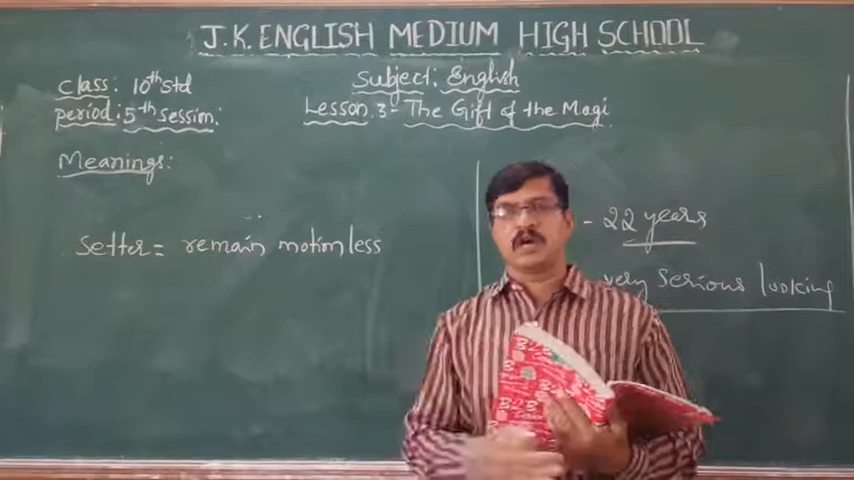 J.K. ENGLISH MEDIUM HIGH SCHOOL
class: 10th std
Subject: English
period: 5th session.
Lesson. 3- The Gift of the Magi
Meanings:
Setter = remain motionless
- 22 years
very serious looking